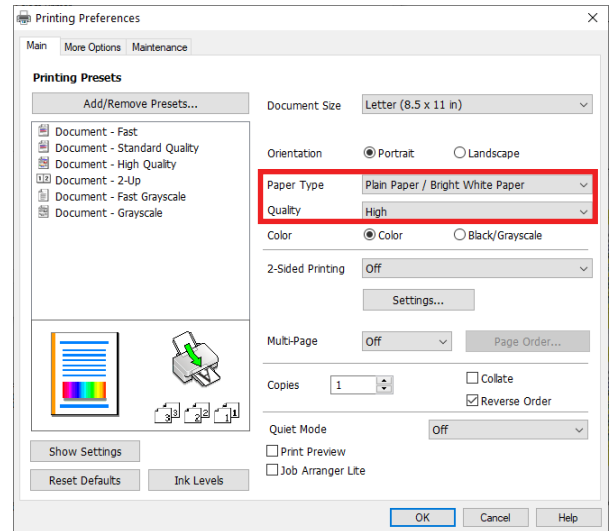 Printing Preferences
Main More Options Maintenance
Printing Presets
Add/Remove Presets...
Document - Fast
Document - Standard Quality
Document - High Quality
Document - 2-Up
Document - Fast Grayscale
Document - Grayscale
Show Settings
Reset Defaults Ink Levels
Document Size Letter (8.5 x 11 in)
Orientation Portrait Landscape
Paper Type Plain Paper / Bright White Paper
Quality High
Color Color Black/Grayscale
2-Sided Printing Off
Settings...
Multi-Page Off Page Order...
Copies 1 Collate
Reverse Order
Quiet Mode Off
Print Preview
Job Arranger Lite
OK Cancel Help